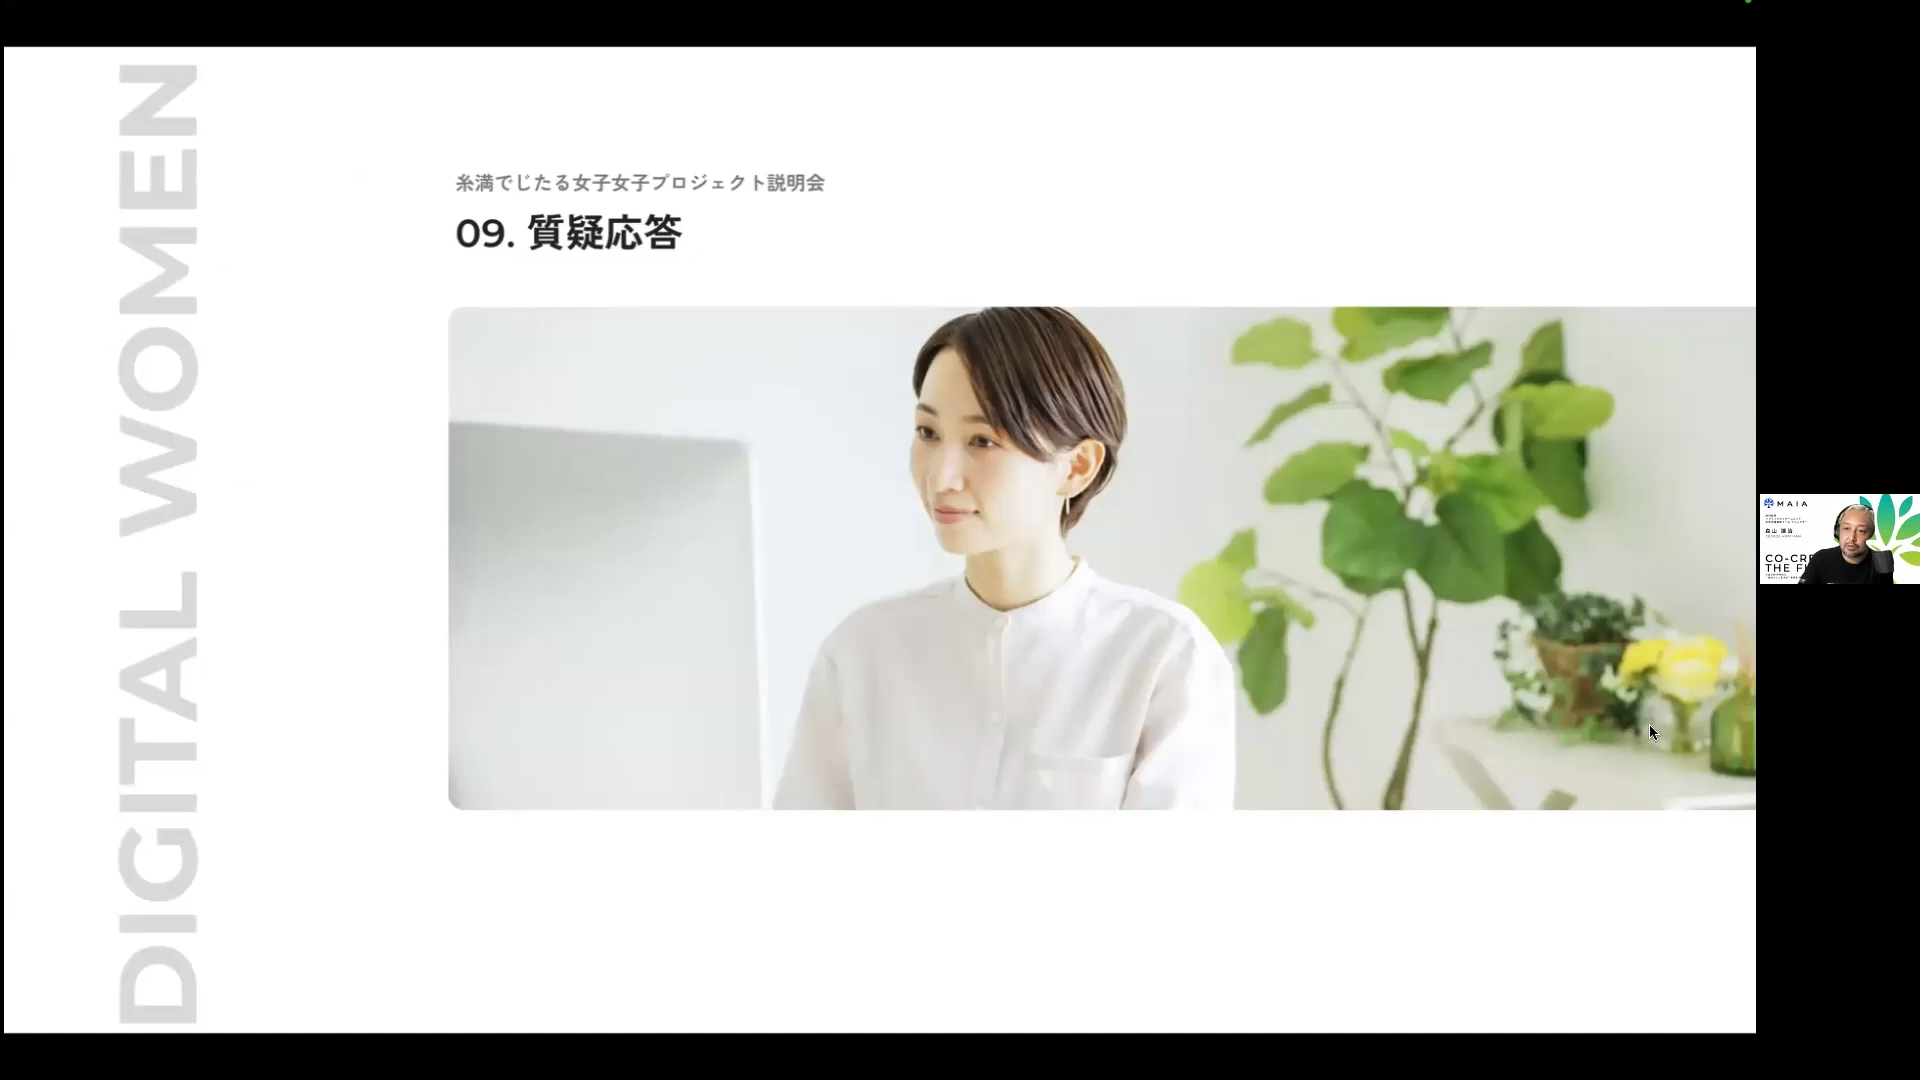 DIGITAL WOMEN
糸満でじたる女子女子プロジェクト説明会
09. 質疑応答
MAIA
CO-CRE
THE F